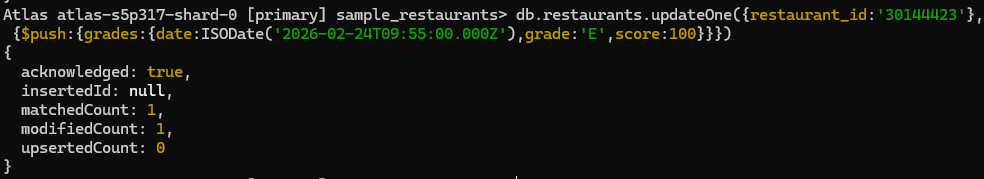 Atlas atlas-s5p317-shard-0 [primary] sample_restaurants> db.restaurants.updateOne({restaurant_id:'30144423'},
{$push:{grades:{date:ISODate('2026-02-24T09:55:00.000Z'),grade:'E',score:100}}})
{
  acknowledged: true,
  insertedId: null,
  matchedCount: 1,
  modifiedCount: 1,
  upsertedCount: 0
}